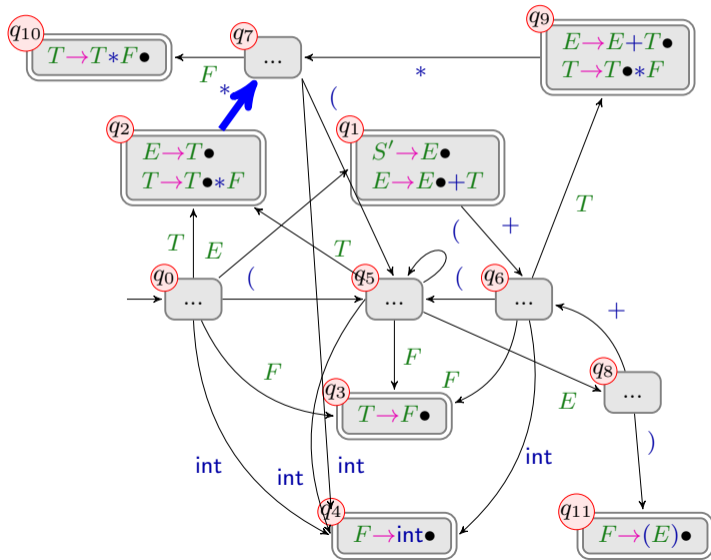 q9
q10
q7
E→E+T●
T→T●*F
T→T*F●
...
*
F
*
(
q2
q1
E→T●
T→T●*F
S′→E●
E→E●+T
T
(
+
T
E
T
q0
(
q5
(
q6
...
...
...
+
F
q8
F
F
...
q3
E
T→F●
)
int
int
int
int
q4
q11
F→int●
F→(E)●